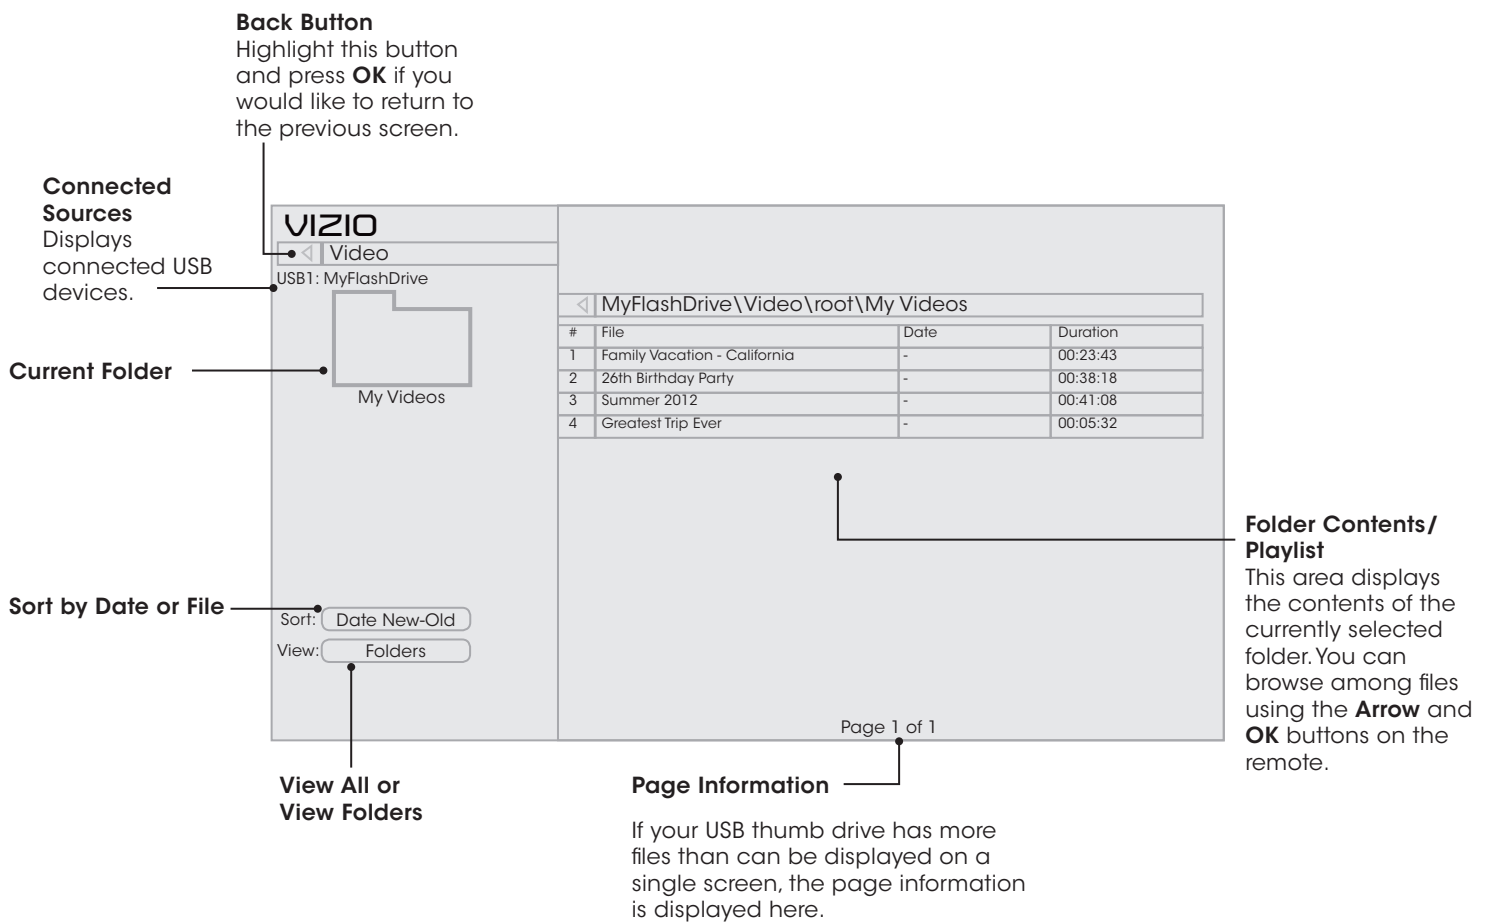 Back Button
Highlight this button
and press OK if you
would like to return to
the previous screen.
Connected
Sources
Displays
connected USB
devices.
Current Folder
Sort by Date or File
VIZIO
Video
USB1: MyFlashDrive
My Videos
Sort: Date New-Old
View: Folders
MyFlashDrive\Video\root\My Videos
# File Date Duration
1 Family Vacation - California - 00:23:43
2 26th Birthday Party - 00:38:18
3 Summer 2012 - 00:41:08
4 Greatest Trip Ever - 00:05:32
Page 1 of 1
Folder Contents/
Playlist
This area displays
the contents of the
currently selected
folder. You can
browse among files
using the Arrow and
OK buttons on the
remote.
View All or
View Folders
Page Information
If your USB thumb drive has more
files than can be displayed on a
single screen, the page information
is displayed here.